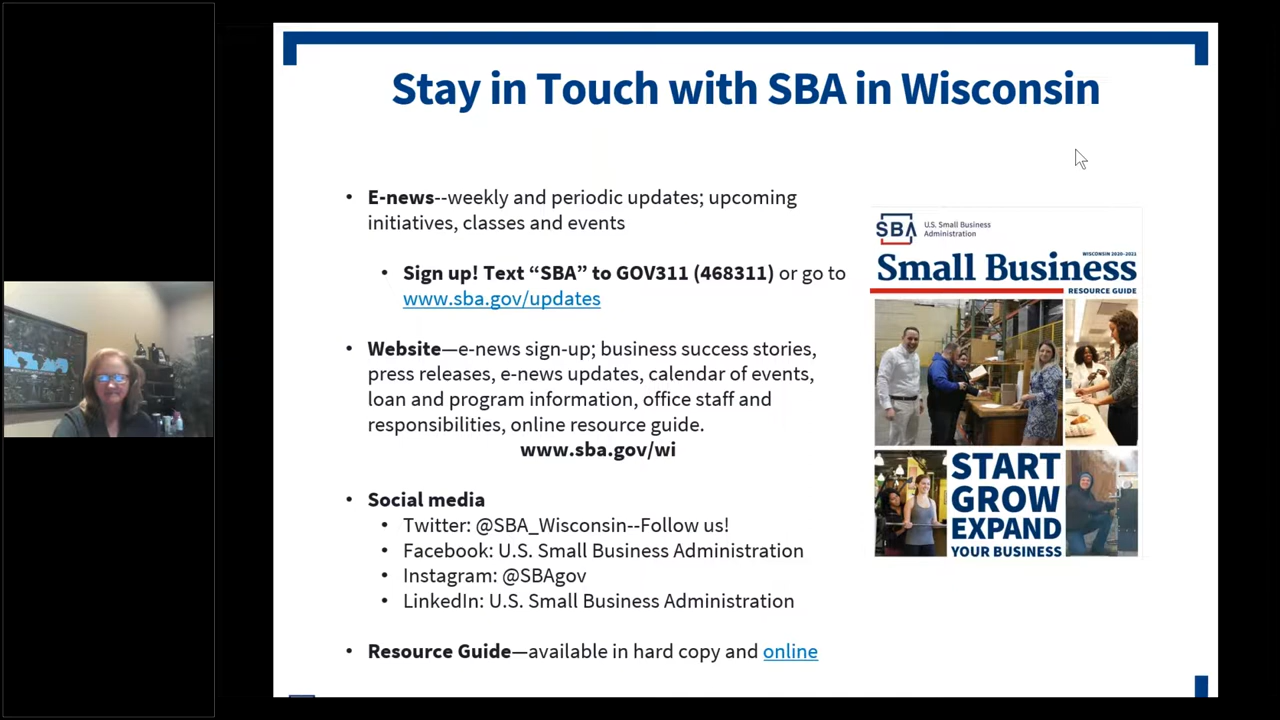 Stay in Touch with SBA in Wisconsin
• E-news--weekly and periodic updates; upcoming
initiatives, classes and events
• Sign up! Text “SBA” to GOV311 (468311) or go to
www.sba.gov/updates
• Website—e-news sign-up; business success stories,
press releases, e-news updates, calendar of events,
loan and program information, office staff and
responsibilities, online resource guide.
www.sba.gov/wi
• Social media
• Twitter: @SBA_Wisconsin--Follow us!
• Facebook: U.S. Small Business Administration
• Instagram: @SBAgov
• LinkedIn: U.S. Small Business Administration
• Resource Guide—available in hard copy and online
SBA
U.S. Small Business
Administration
WISCONSIN 2020-2021
Small Business
RESOURCE GUIDE
START
GROW
EXPAND
YOUR BUSINESS